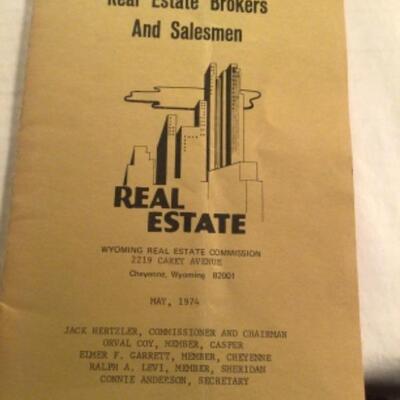 Real Estate Brokers
And Salesmen
REAL
ESTATE
WYOMING REAL ESTATE COMMISSION
2219 CAREY AVENUE
Cheyenne, Wyoming 82001
MAY, 1974
JACK HERTZLER, COMMISSIONER AND CHAIRMAN
ORVAL COY, MEMBER, CASPER
ELMER F. GARRETT, MEMBER, CHEYENNE
RALPH A. LEVI, MEMBER, SHERIDAN
CONNIE ANDERSON, SECRETARY